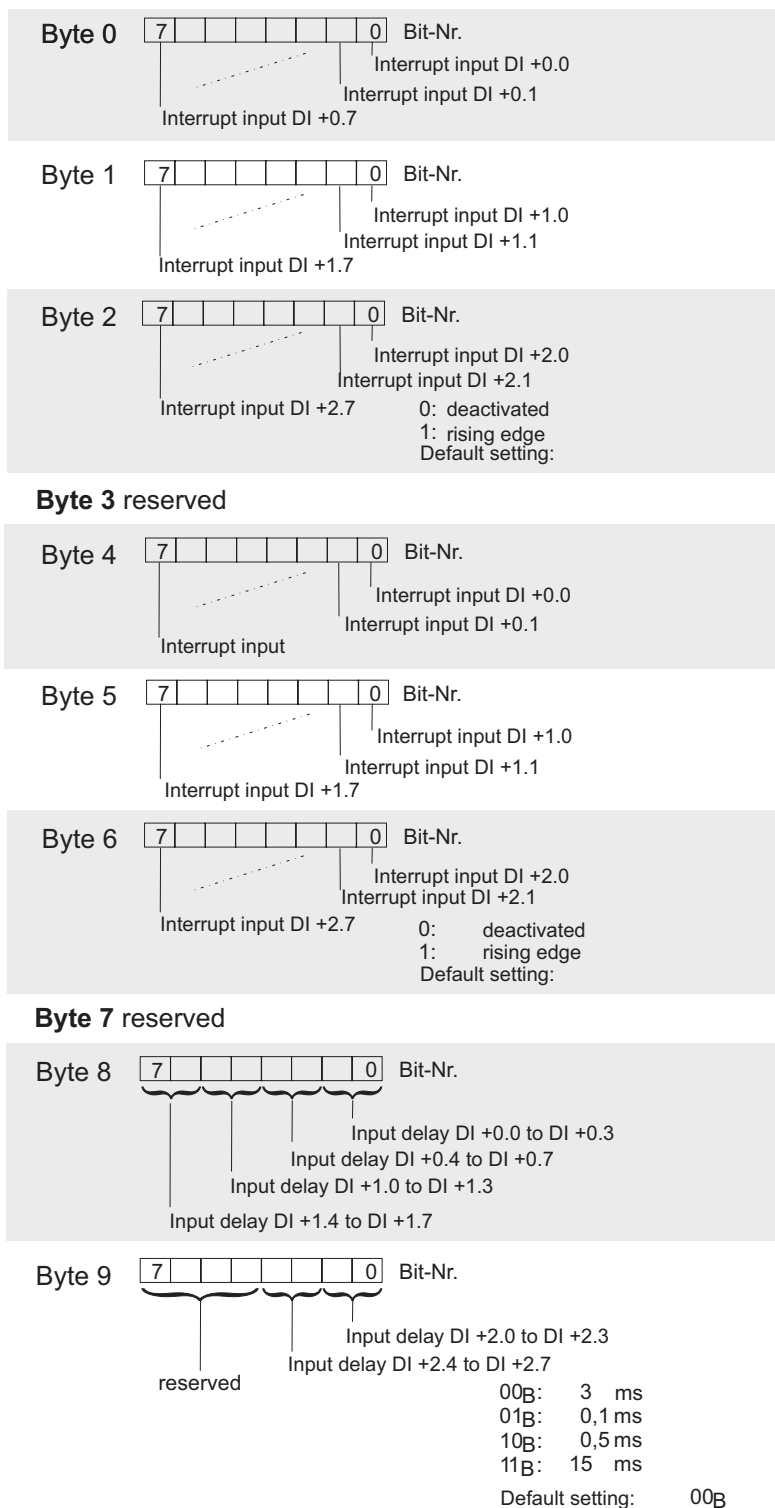 Byte 0 7 0 Bit-Nr.
Interrupt input DI +0.0
Interrupt input DI +0.1
Interrupt input DI +0.7
Byte 1 7 0 Bit-Nr.
Interrupt input DI +1.0
Interrupt input DI +1.1
Interrupt input DI +1.7
Byte 2 7 0 Bit-Nr.
Interrupt input DI +2.0
Interrupt input DI +2.1
Interrupt input DI +2.7
0: deactivated
1: rising edge
Default setting:
Byte 3 reserved
Byte 4 7 0 Bit-Nr.
Interrupt input DI +0.0
Interrupt input DI +0.1
Interrupt input
Byte 5 7 0 Bit-Nr.
Interrupt input DI +1.0
Interrupt input DI +1.1
Interrupt input DI +1.7
Byte 6 7 0 Bit-Nr.
Interrupt input DI +2.0
Interrupt input DI +2.1
Interrupt input DI +2.7
0: deactivated
1: rising edge
Default setting:
Byte 7 reserved
Byte 8 7 0 Bit-Nr.
Input delay DI +0.0 to DI +0.3
Input delay DI +0.4 to DI +0.7
Input delay DI +1.0 to DI +1.3
Input delay DI +1.4 to DI +1.7
Byte 9 7 0 Bit-Nr.
Input delay DI +2.0 to DI +2.3
Input delay DI +2.4 to DI +2.7
reserved
00B: 3 ms
01B: 0,1 ms
10B: 0,5 ms
11B: 15 ms
Default setting: 00B